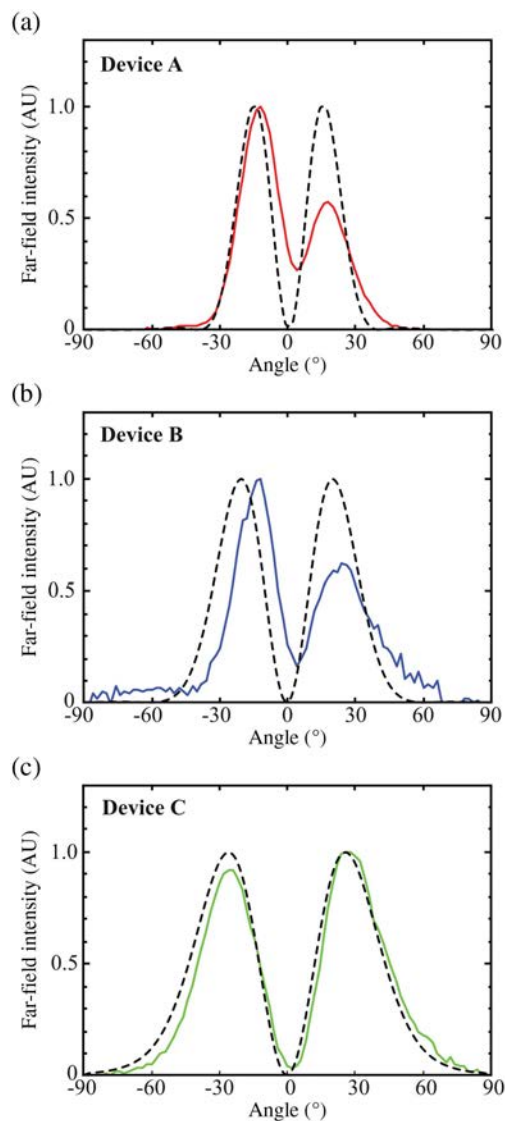 (a)
Device A
Far-field intensity (AU)
1.0
0.5
0
-90 -60 -30 0 30 60 90
Angle (°)
(b)
Device B
Far-field intensity (AU)
1.0
0.5
0
-90 -60 -30 0 30 60 90
Angle (°)
(c)
Device C
Far-field intensity (AU)
1.0
0.5
0
-90 -60 -30 0 30 60 90
Angle (°)